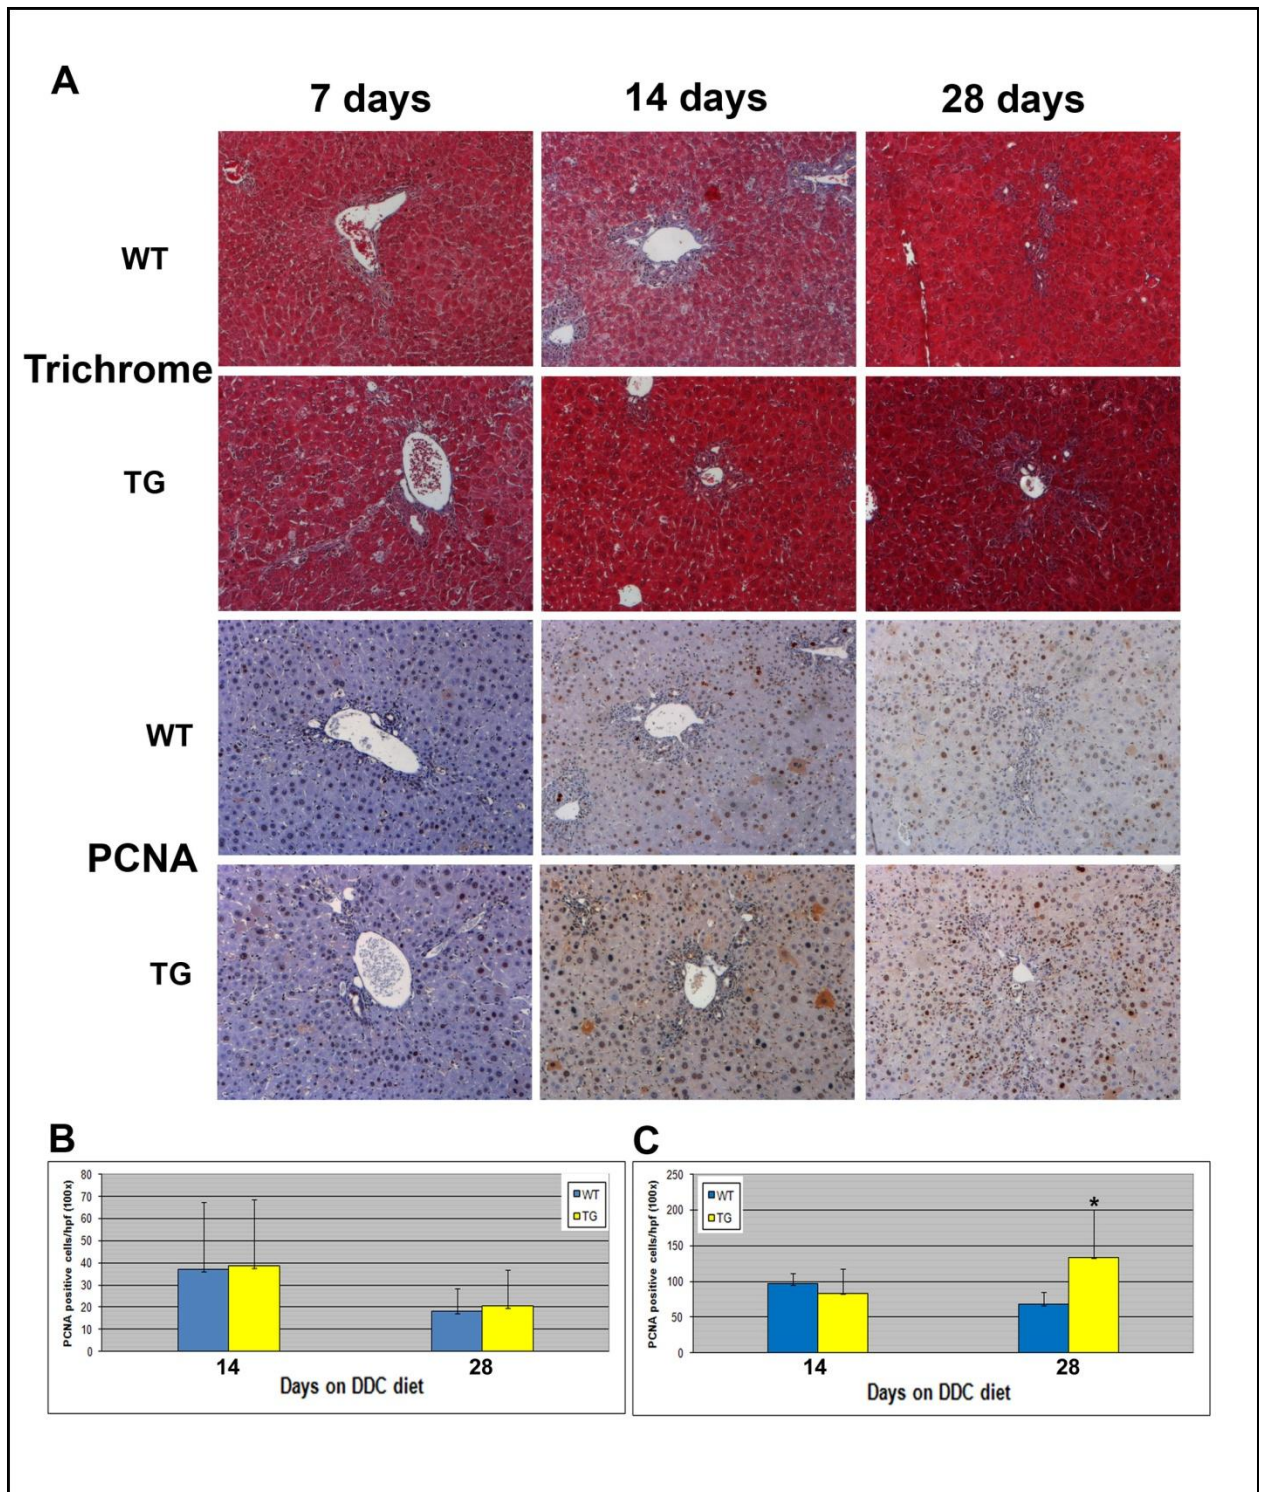 A
7 days 14 days 28 days
WT
Trichrome
TG
WT
PCNA
TG
B
PCNA positive cells/hpf (100x)
80
70
60
50
40
30
20
10
0
WT
TG
14 28
Days on DDC diet
C
PCNA positive cells/hpf (100x)
250
200
150
100
50
0
WT
TG
*
14 28
Days on DDC diet